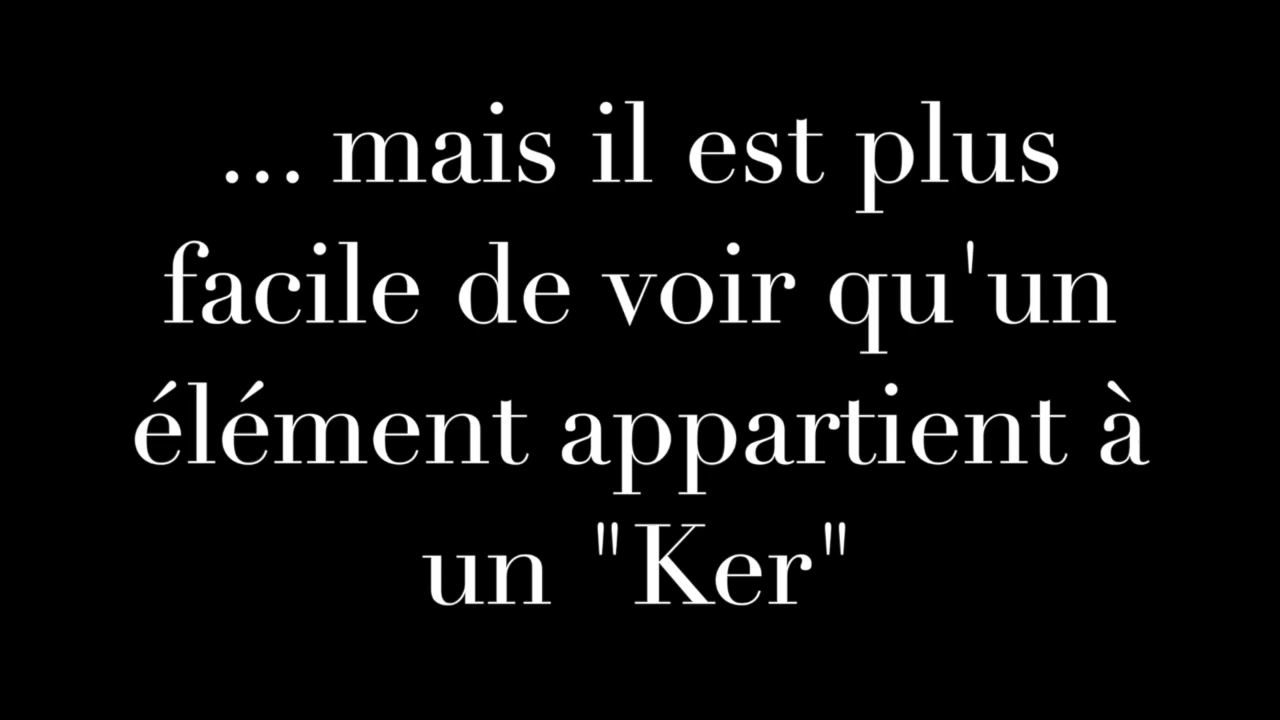 ... mais il est plus
facile de voir qu'un
élément appartient à
un "Ker"